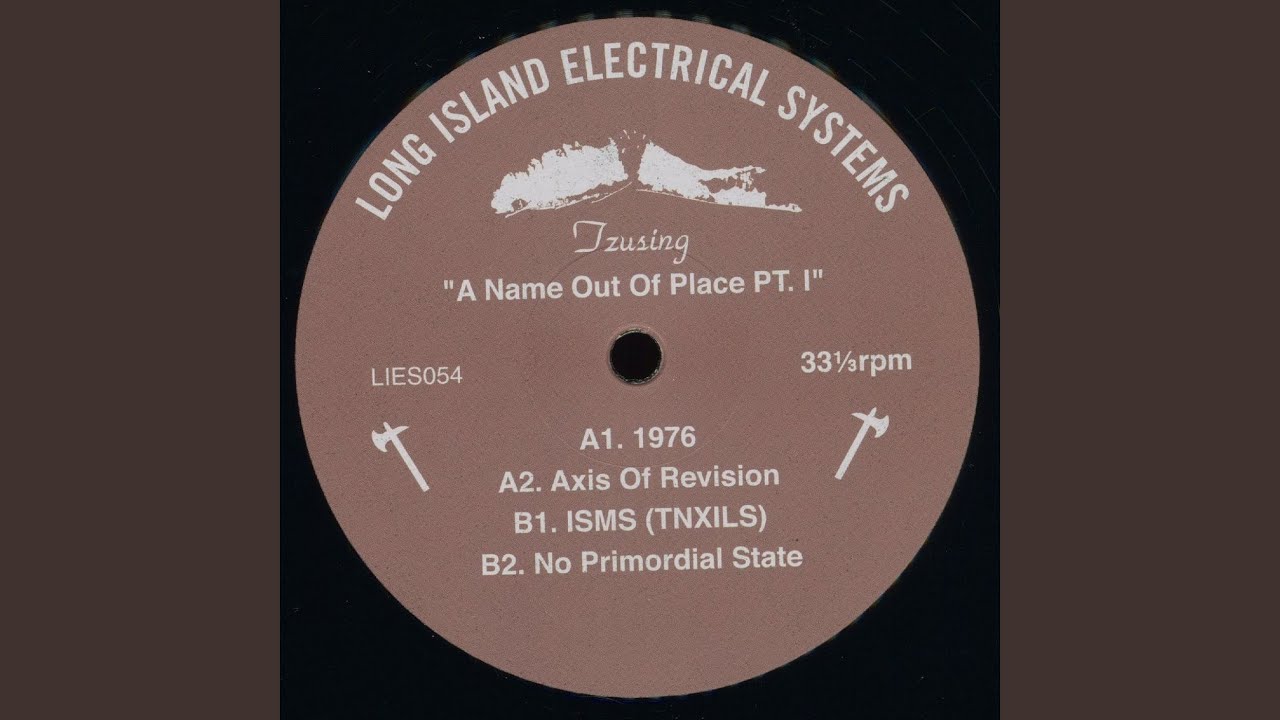 LONG ISLAND ELECTRICAL SYSTEMS
Tzusing
"A Name Out Of Place PT. I"
LIES054
33⅓rpm
A1. 1976
A2. Axis Of Revision
B1. ISMS (TNXILS)
B2. No Primordial State